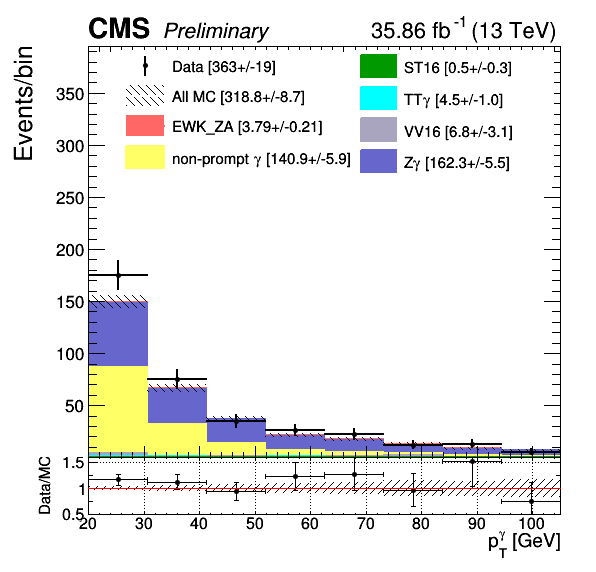 CMS Preliminary 35.86 fb⁻¹ (13 TeV)
Events/bin
Data [363+/-19]
All MC [318.8+/-8.7]
EWK_ZA [3.79+/-0.21]
non-prompt γ [140.9+/-5.9]
ST16 [0.5+/-0.3]
TTγ [4.5+/-1.0]
VV16 [6.8+/-3.1]
Zγ [162.3+/-5.5]
350
300
250
200
150
100
50
Data/MC
1.5
1
0.5
20 30 40 50 60 70 80 90 100
p_T^γ [GeV]